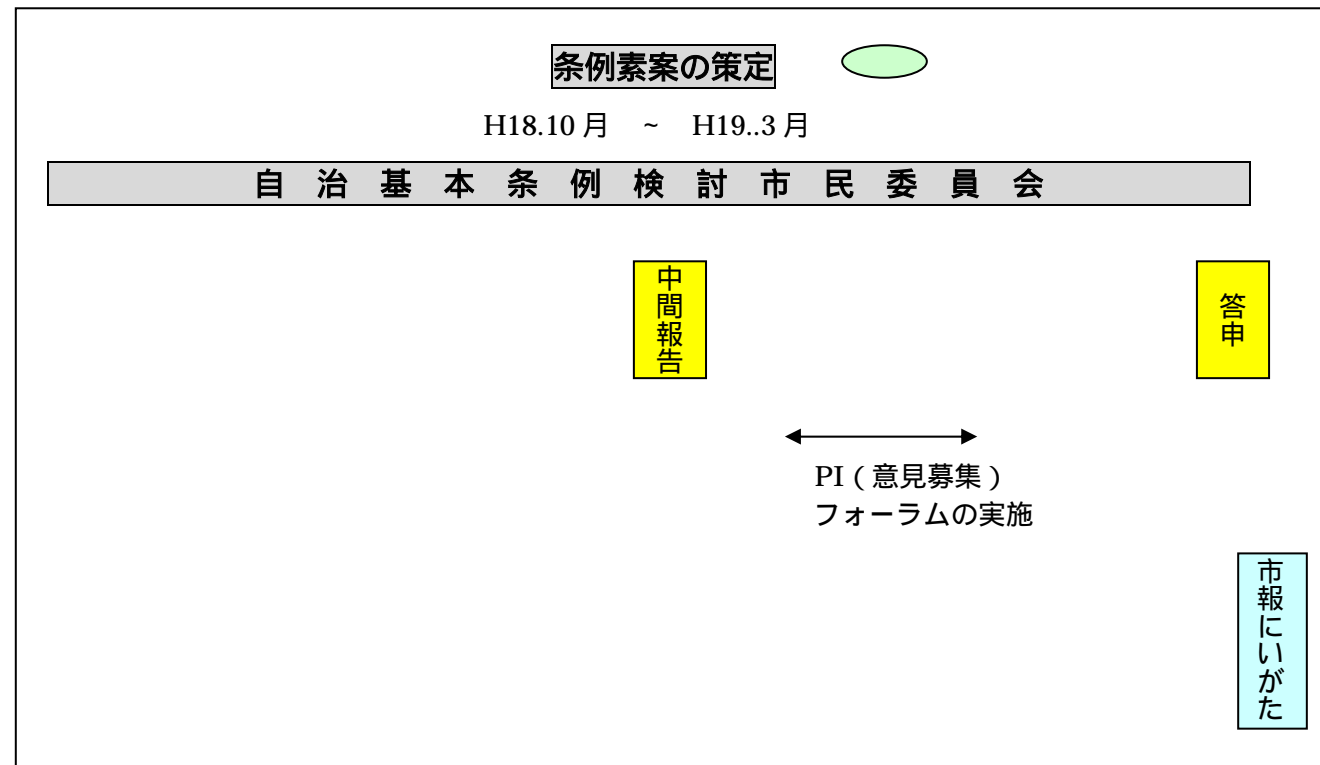 条例素案の策定
H18.10月 ~ H19..3月
自治基本条例検討市民委員会
中間報告
答申
PI(意見募集)
フォーラムの実施
市報にいがた